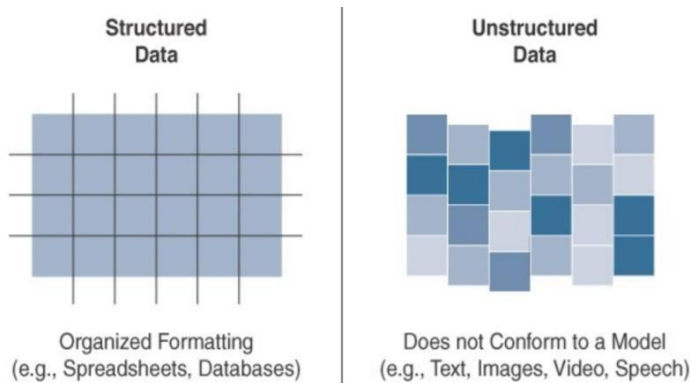 Structured
Data
Organized Formatting
(e.g., Spreadsheets, Databases)
Unstructured
Data
Does not Conform to a Model
(e.g., Text, Images, Video, Speech)